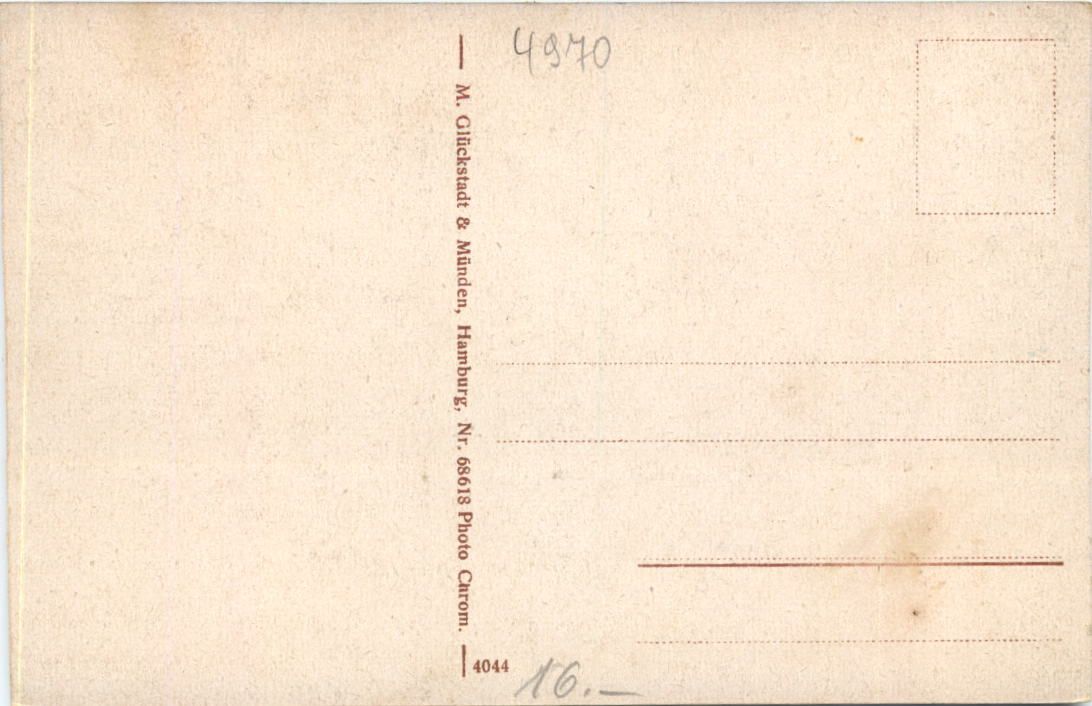 4970
M. Glückstadt & Münden, Hamburg, Nr. 68618 Photo Chrom.
4044
16.—